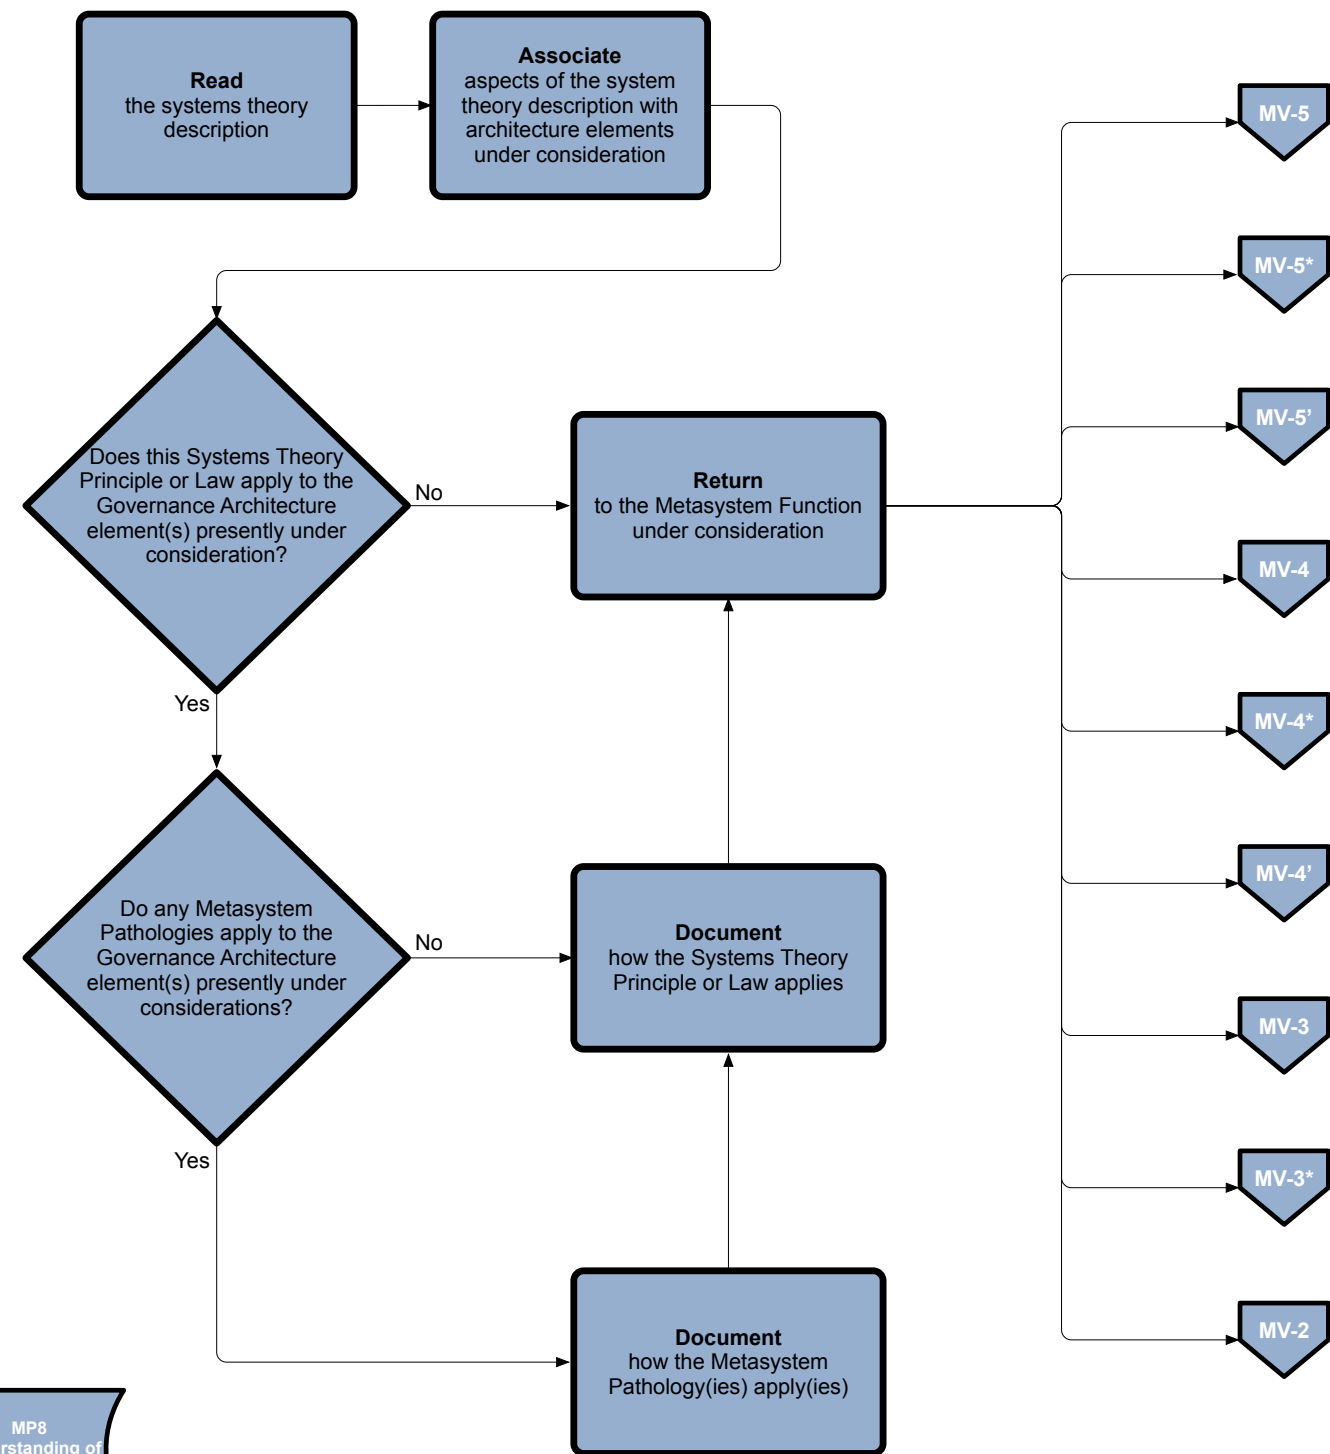 Read
the systems theory
description
Associate
aspects of the system
theory description with
architecture elements
under consideration
Does this Systems Theory
Principle or Law apply to the
Governance Architecture
element(s) presently under
consideration?
No
Yes
Return
to the Metasystem Function
under consideration
Do any Metasystem
Pathologies apply to the
Governance Architecture
element(s) presently under
considerations?
No
Yes
Document
how the Systems Theory
Principle or Law applies
Document
how the Metasystem
Pathology(ies) apply(ies)
MV-5
MV-5*
MV-5’
MV-4
MV-4*
MV-4’
MV-3
MV-3*
MV-2
MP8
of